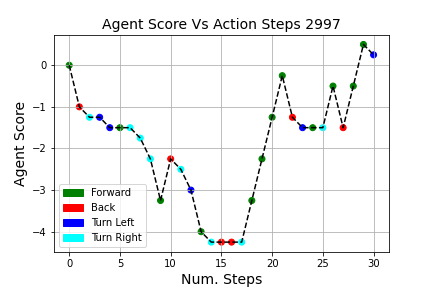 Agent Score Vs Action Steps 2997
Agent Score
0
−1
−2
−3
−4
Forward
Back
Turn Left
Turn Right
0 5 10 15 20 25 30
Num. Steps